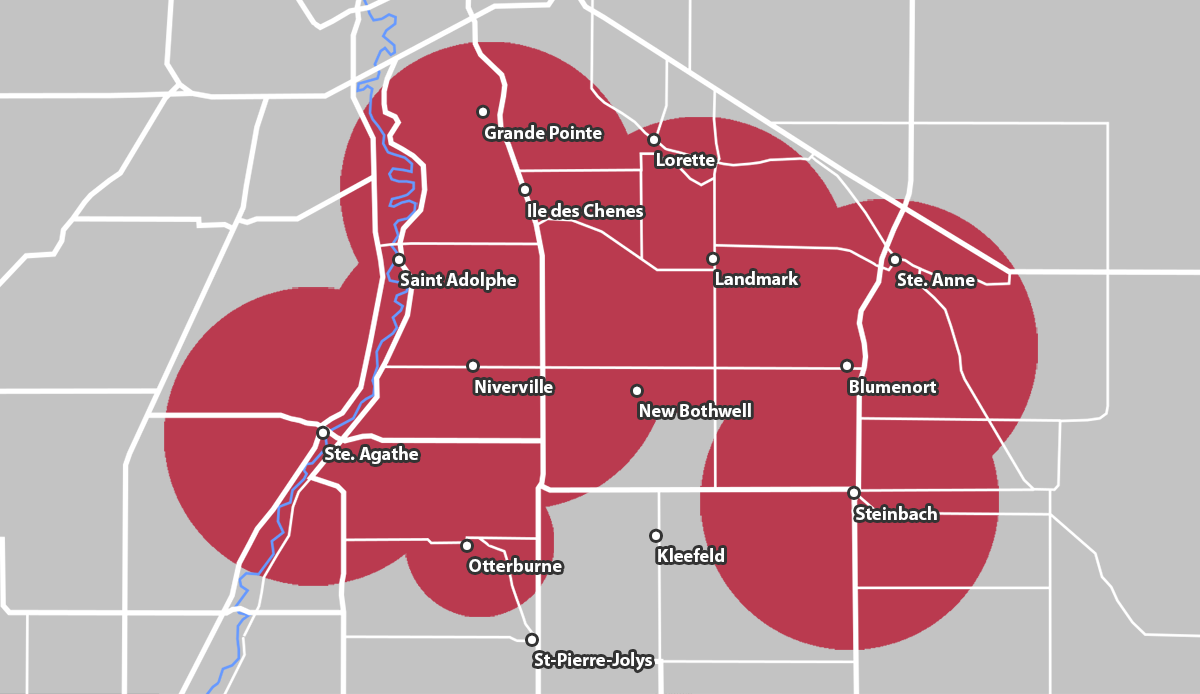 Grande Pointe
Lorette
Ile des Chenes
Saint Adolphe
Landmark
Ste. Anne
Niverville
Blumenort
New Bothwell
Ste. Agathe
Steinbach
Kleefeld
Otterburne
St-Pierre-Jolys